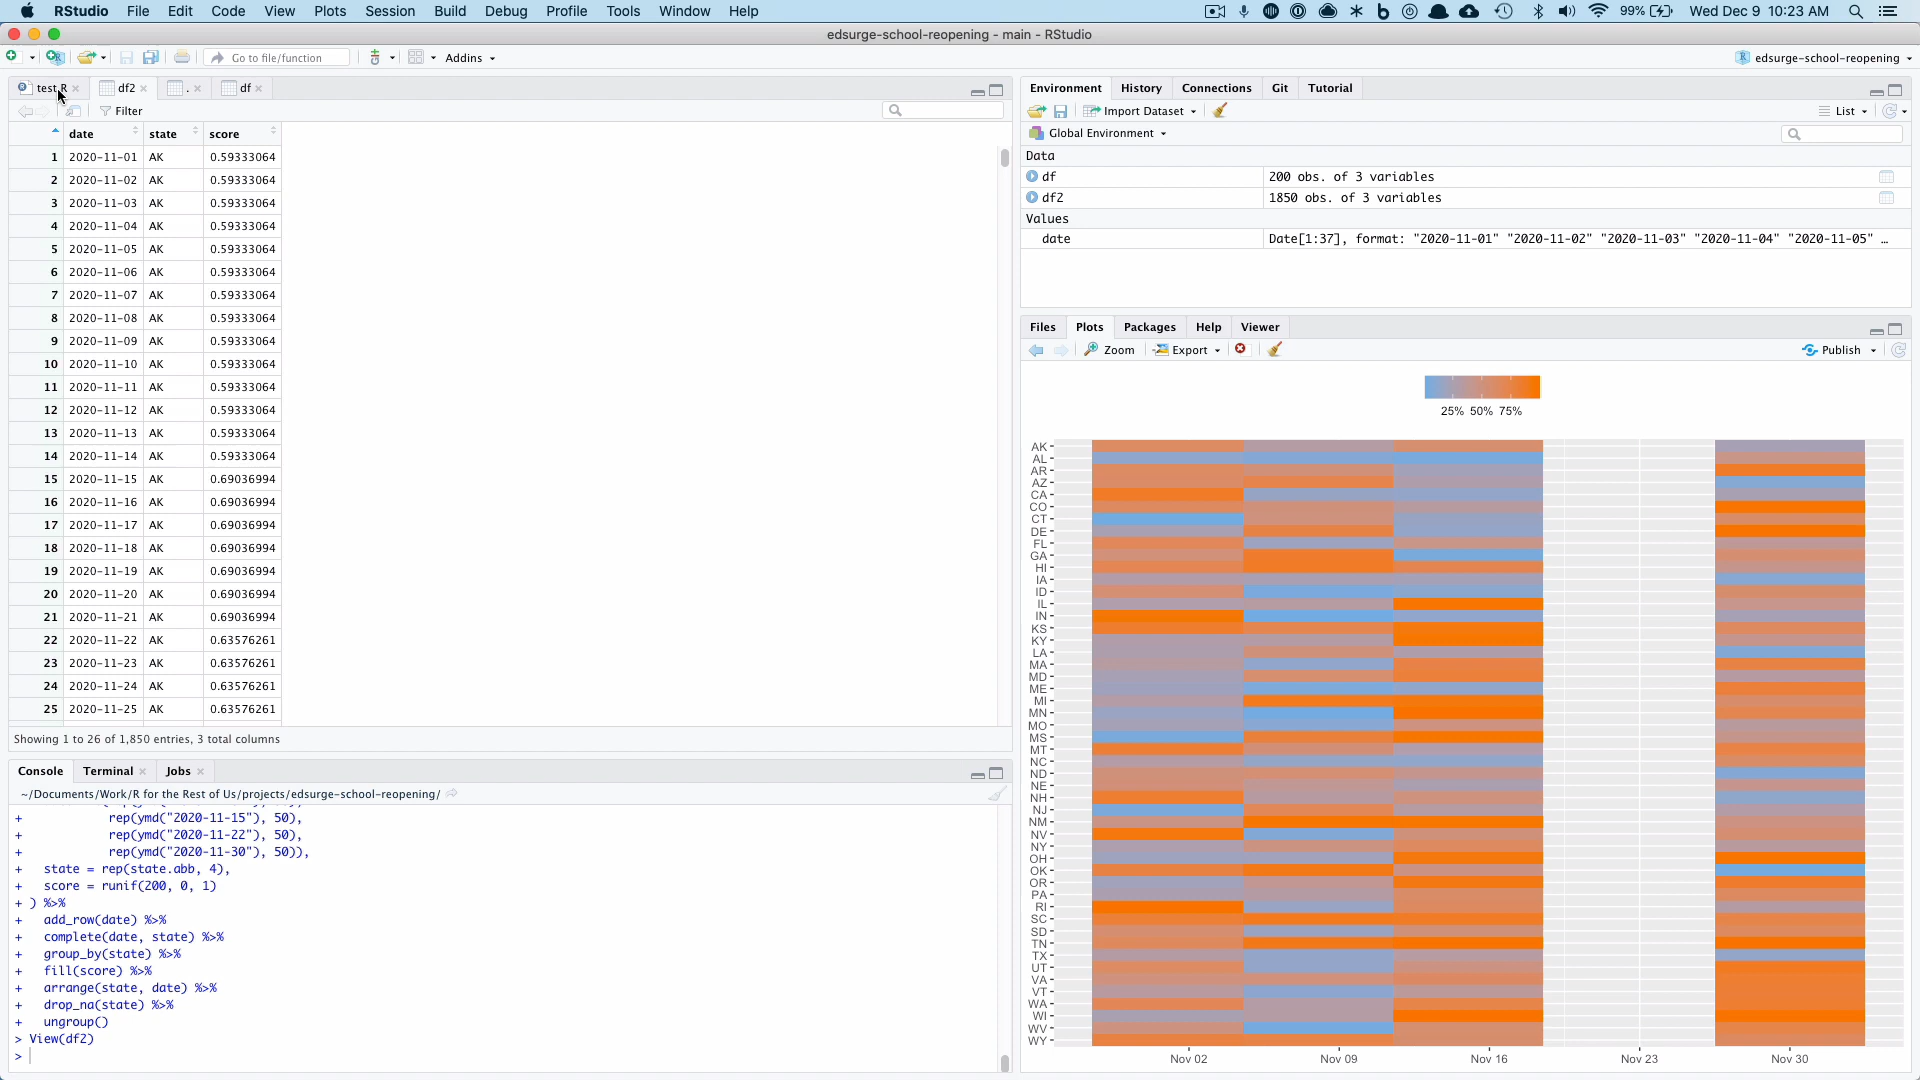 RStudio File Edit Code View Plots Session Build Debug Profile Tools Window Help 99% Wed Dec 9 10:23 AM
edsurge-school-reopening - main - RStudio
Go to file/function Addins edsurge-school-reopening
test.R df2 . df
Filter
date state score
1 2020-11-01 AK 0.59333064
2 2020-11-02 AK 0.59333064
3 2020-11-03 AK 0.59333064
4 2020-11-04 AK 0.59333064
5 2020-11-05 AK 0.59333064
6 2020-11-06 AK 0.59333064
7 2020-11-07 AK 0.59333064
8 2020-11-08 AK 0.59333064
9 2020-11-09 AK 0.59333064
10 2020-11-10 AK 0.59333064
11 2020-11-11 AK 0.59333064
12 2020-11-12 AK 0.59333064
13 2020-11-13 AK 0.59333064
14 2020-11-14 AK 0.59333064
15 2020-11-15 AK 0.69036994
16 2020-11-16 AK 0.69036994
17 2020-11-17 AK 0.69036994
18 2020-11-18 AK 0.69036994
19 2020-11-19 AK 0.69036994
20 2020-11-20 AK 0.69036994
21 2020-11-21 AK 0.69036994
22 2020-11-22 AK 0.63576261
23 2020-11-23 AK 0.63576261
24 2020-11-24 AK 0.63576261
25 2020-11-25 AK 0.63576261
Showing 1 to 26 of 1,850 entries, 3 total columns
Console Terminal Jobs
~/Documents/Work/R for the Rest of Us/projects/edsurge-school-reopening/
+ rep(ymd("2020-11-15"), 50),
+ rep(ymd("2020-11-22"), 50),
+ rep(ymd("2020-11-30"), 50)),
+ state = rep(state.abb, 4),
+ score = runif(200, 0, 1)
+ ) %>%
+ add_row(date) %>%
+ complete(date, state) %>%
+ group_by(state) %>%
+ fill(score) %>%
+ arrange(state, date) %>%
+ drop_na(state) %>%
+ ungroup()
> View(df2)
>
Environment History Connections Git Tutorial
Import Dataset List
Global Environment
Data
df 200 obs. of 3 variables
df2 1850 obs. of 3 variables
Values
date Date[1:37], format: "2020-11-01" "2020-11-02" "2020-11-03" "2020-11-04" "2020-11-05" …
Files Plots Packages Help Viewer
Zoom Export Publish
25% 50% 75%
AK
AL
AR
AZ
CA
CO
CT
DE
FL
GA
HI
IA
ID
IL
IN
KS
KY
LA
MA
MD
ME
MI
MN
MO
MS
MT
NC
ND
NE
NH
NJ
NM
NV
NY
OH
OK
OR
PA
RI
SC
SD
TN
TX
UT
VA
VT
WA
WI
WV
WY
Nov 02 Nov 09 Nov 16 Nov 23 Nov 30